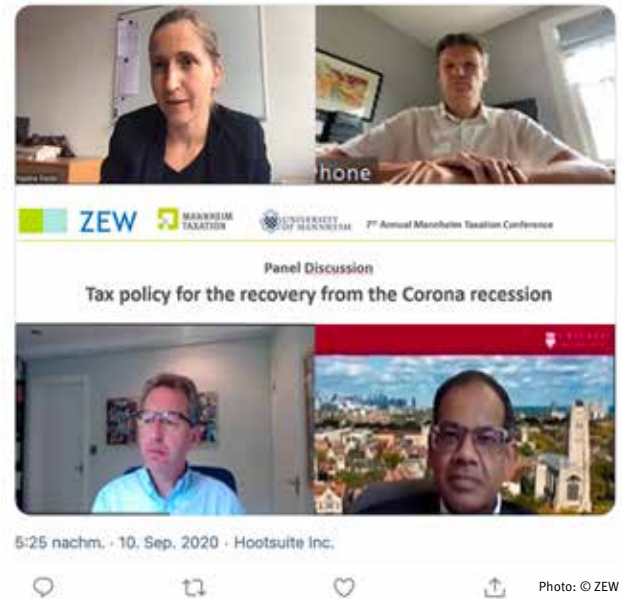 hone
ZEW
MANNHEIM
TAXATION
UNIVERSITY
OF MANNHEIM
7th Annual Mannheim Taxation Conference
Panel Discussion
Tax policy for the recovery from the Corona recession
5:25 nachm. · 10. Sep. 2020 · Hootsuite Inc.
Photo: © ZEW